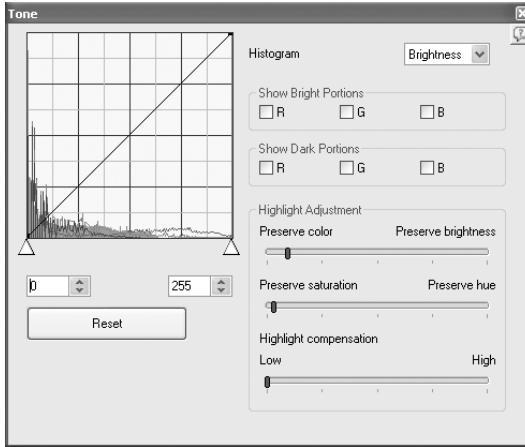 Tone
Histogram
Brightness
Show Bright Portions
R G B
Show Dark Portions
R G B
Highlight Adjustment
Preserve color Preserve brightness
Preserve saturation Preserve hue
Highlight compensation
Low High
0 255
Reset